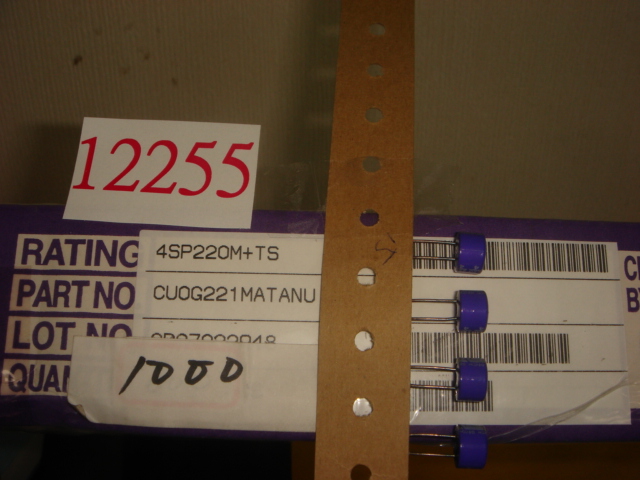 12255
RATING 4SP220M+TS
PART NO CU0G221MATANU
LOT NO
1000